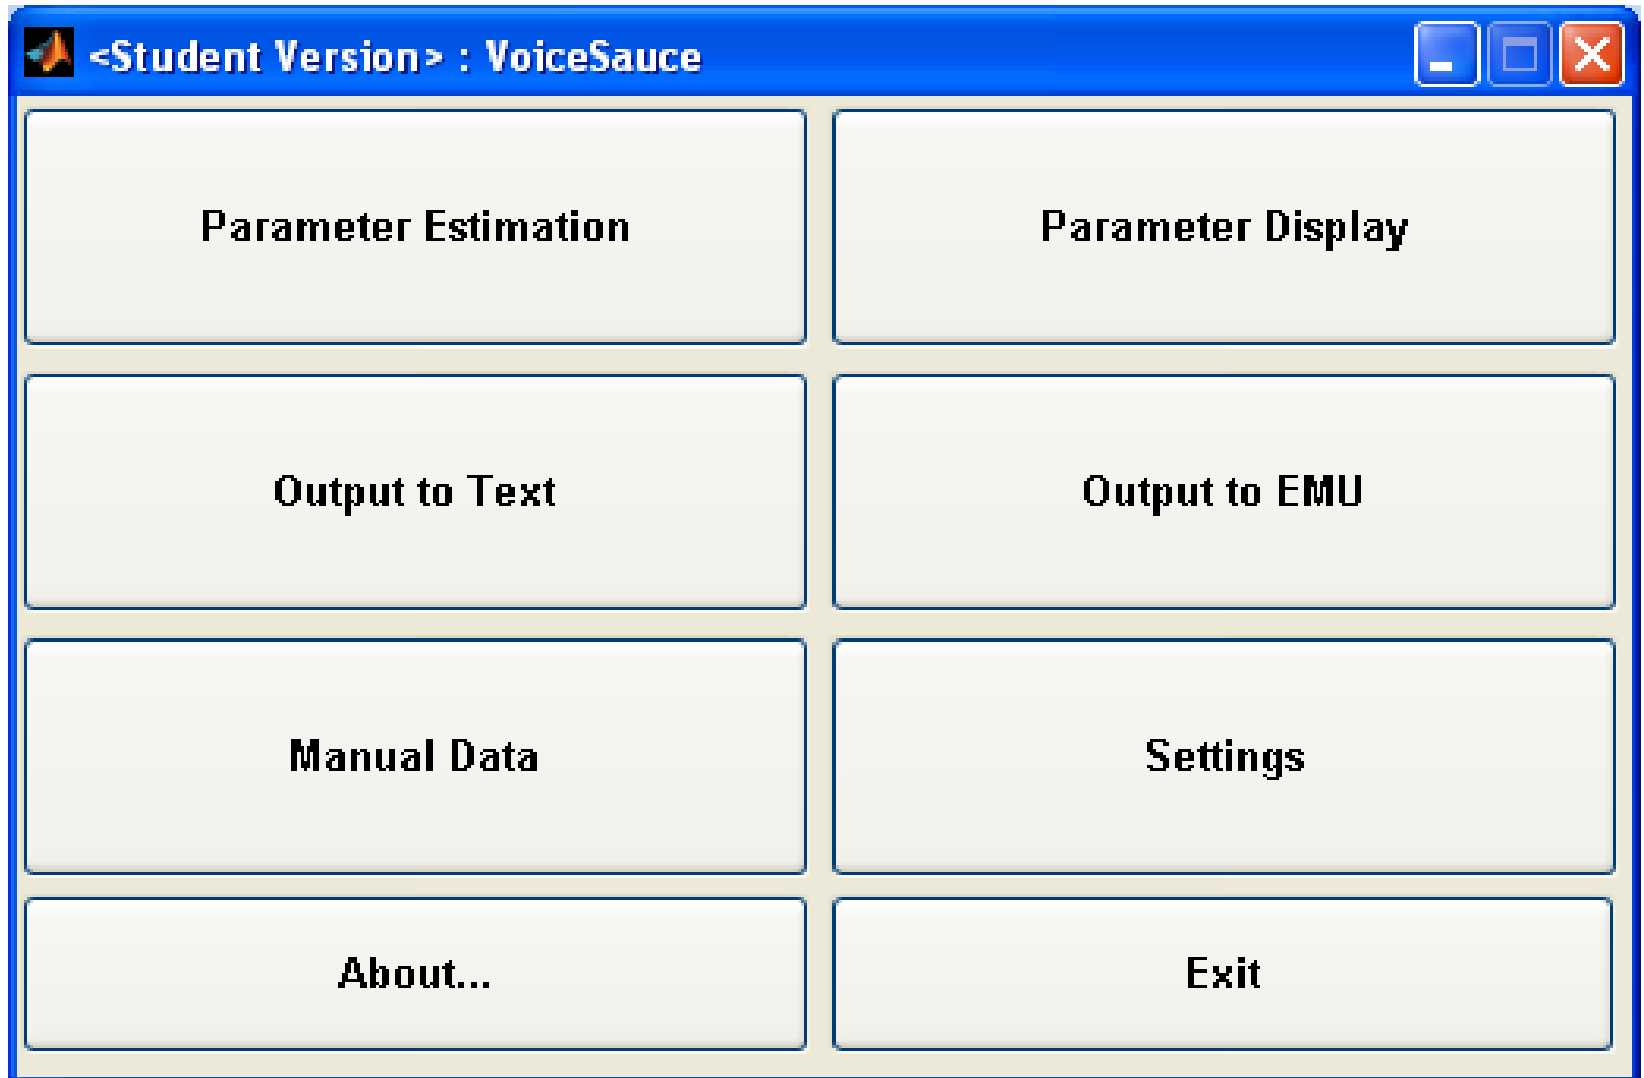 <Student Version> : VoiceSauce
Parameter Estimation
Parameter Display
Output to Text
Output to EMU
Manual Data
Settings
About...
Exit